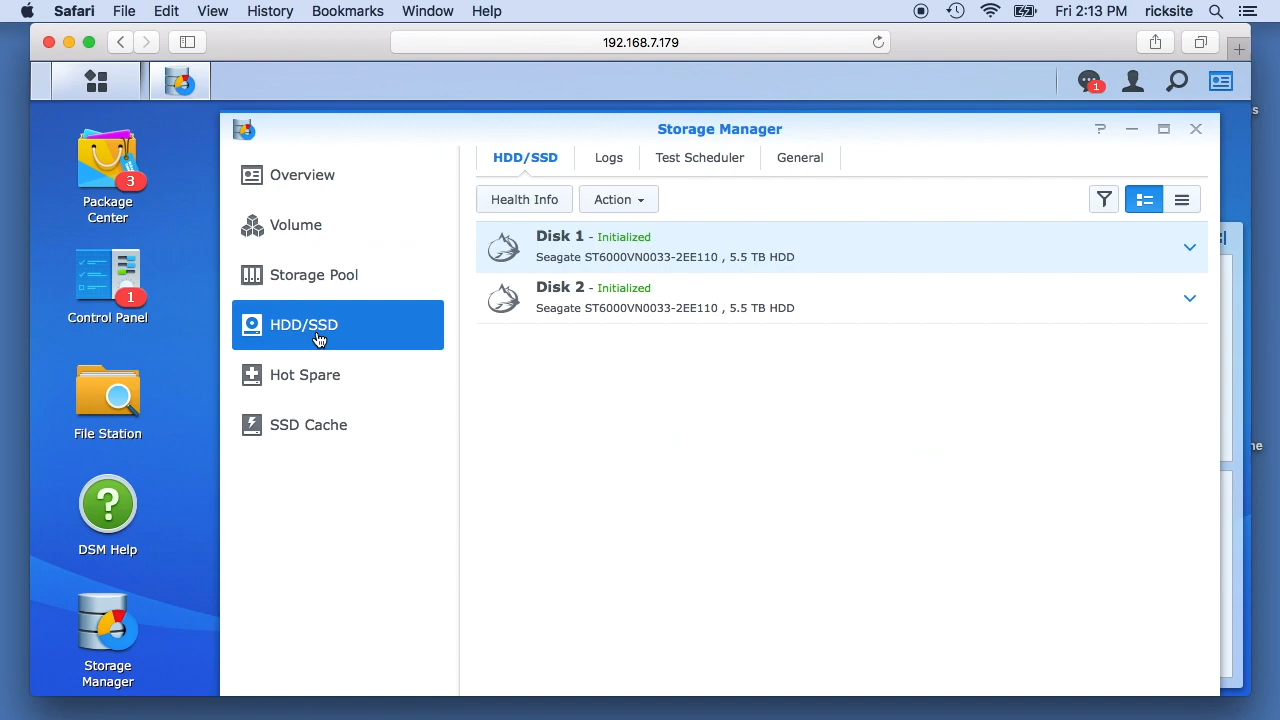 Safari File Edit View History Bookmarks Window Help Fri 2:13 PM ricksite
192.168.7.179
1
Storage Manager
3
Package
Center
1
Control Panel
File Station
DSM Help
Storage
Manager
Overview
Volume
Storage Pool
HDD/SSD
Hot Spare
SSD Cache
HDD/SSD Logs Test Scheduler General
Health Info Action
Disk 1 - Initialized
Seagate ST6000VN0033-2EE110 , 5.5 TB HDD
Disk 2 - Initialized
Seagate ST6000VN0033-2EE110 , 5.5 TB HDD